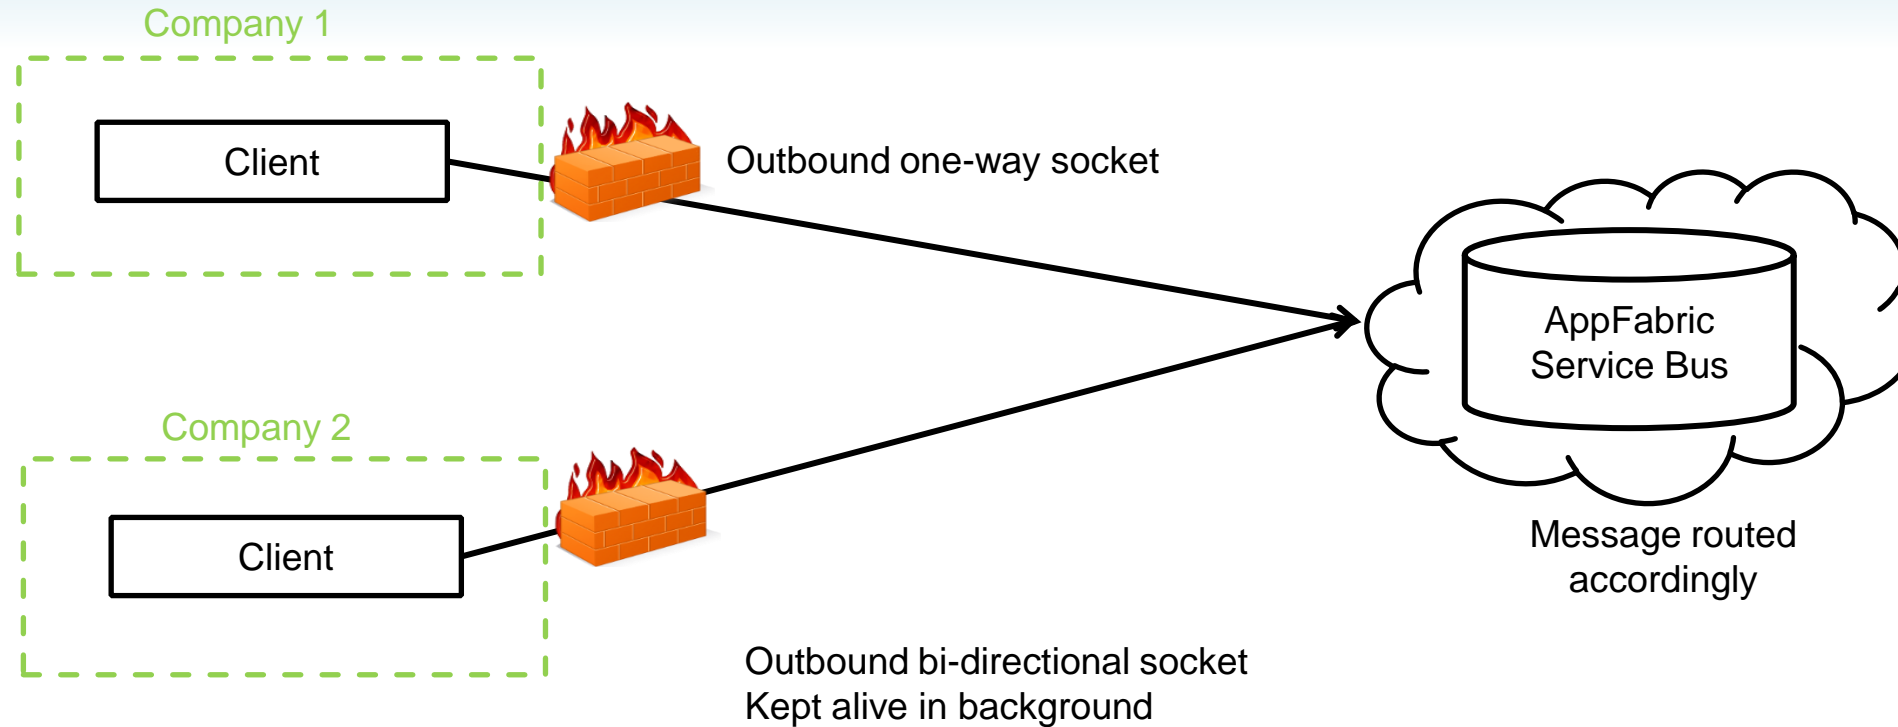 Company 1
Client
Outbound one-way socket
AppFabric
Service Bus
Company 2
Client
Message routed
accordingly
Outbound bi-directional socket
Kept alive in background